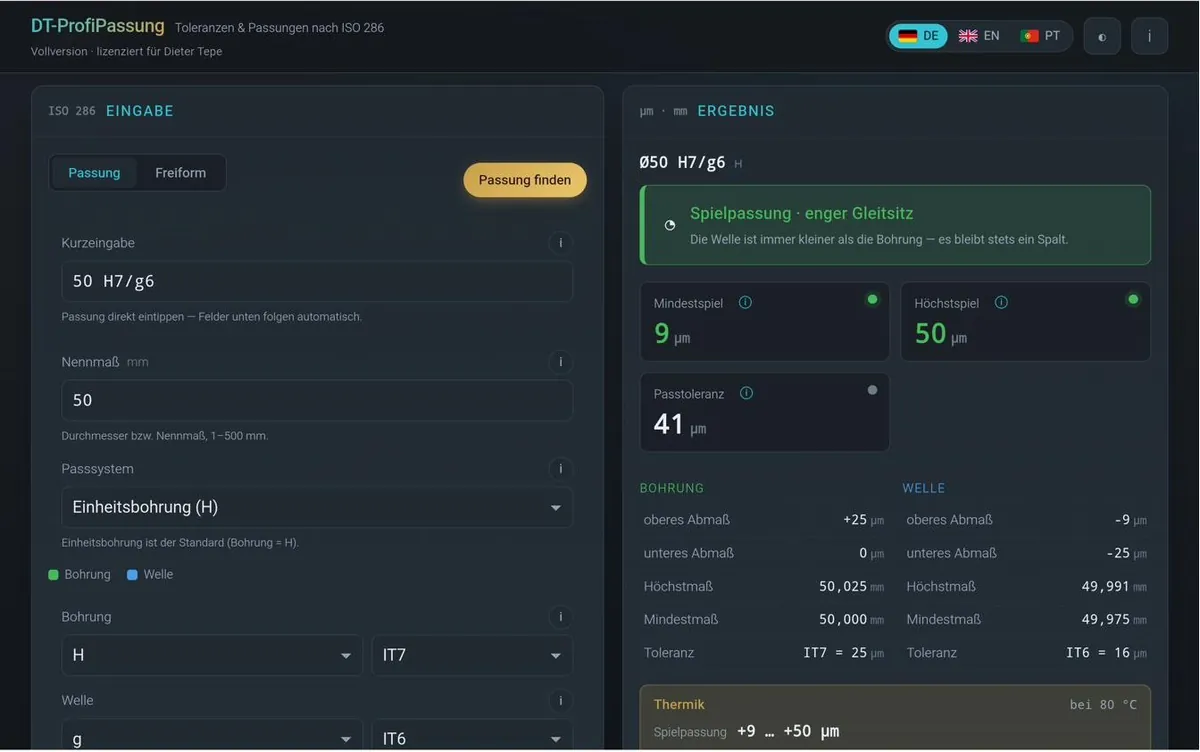 DT-ProfiPassung Toleranzen & Passungen nach ISO 286
Vollversion · lizenziert für Dieter Tepe
DE EN PT i
ISO 286 EINGABE
Passung Freiform
Passung finden
Kurzeingabe i
50 H7/g6
Passung direkt eintippen — Felder unten folgen automatisch.
Nennmaß mm i
50
Durchmesser bzw. Nennmaß, 1–500 mm.
Passsystem i
Einheitsbohrung (H)
Einheitsbohrung ist der Standard (Bohrung = H).
Bohrung Welle
Bohrung i
H IT7
Welle i
g IT6
µm · mm ERGEBNIS
Ø50 H7/g6 H
Spielpassung · enger Gleitsitz
Die Welle ist immer kleiner als die Bohrung — es bleibt stets ein Spalt.
Mindestspiel i
9 µm
Höchstspiel i
50 µm
Passtoleranz i
41 µm
BOHRUNG
oberes Abmaß +25 µm
unteres Abmaß 0 µm
Höchstmaß 50,025 mm
Mindestmaß 50,000 mm
Toleranz IT7 = 25 µm
WELLE
oberes Abmaß -9 µm
unteres Abmaß -25 µm
Höchstmaß 49,991 mm
Mindestmaß 49,975 mm
Toleranz IT6 = 16 µm
Thermik bei 80 °C
Spielpassung +9 … +50 µm